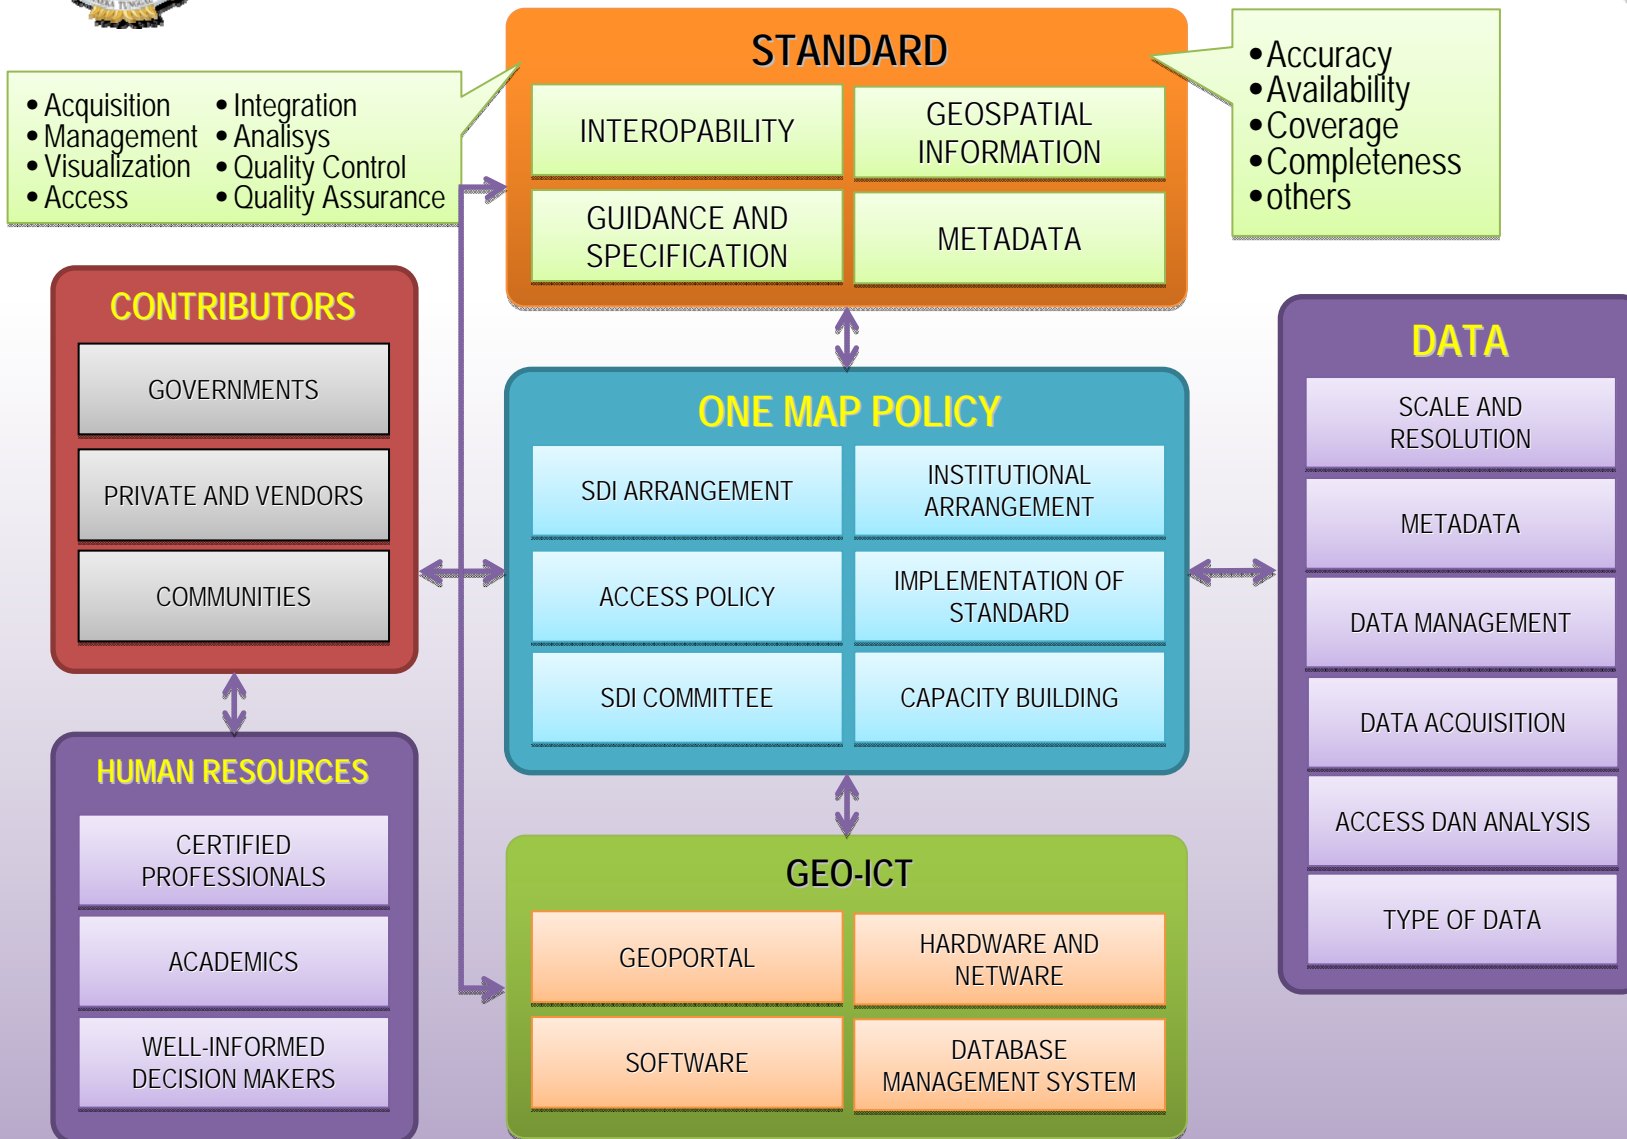 TUNGGAL
STANDARD
INTEROPABILITY
GEOSPATIAL
INFORMATION
GUIDANCE AND
SPECIFICATION
METADATA
• Acquisition
• Management
• Visualization
• Access
• Integration
• Analisys
• Quality Control
• Quality Assurance
• Accuracy
• Availability
• Coverage
• Completeness
• others
CONTRIBUTORS
GOVERNMENTS
PRIVATE AND VENDORS
COMMUNITIES
HUMAN RESOURCES
CERTIFIED
PROFESSIONALS
ACADEMICS
WELL-INFORMED
DECISION MAKERS
ONE MAP POLICY
SDI ARRANGEMENT
INSTITUTIONAL
ARRANGEMENT
ACCESS POLICY
IMPLEMENTATION OF
STANDARD
SDI COMMITTEE
CAPACITY BUILDING
GEO-ICT
GEOPORTAL
HARDWARE AND
NETWARE
SOFTWARE
DATABASE
MANAGEMENT SYSTEM
DATA
SCALE AND
RESOLUTION
METADATA
DATA MANAGEMENT
DATA ACQUISITION
ACCESS DAN ANALYSIS
TYPE OF DATA